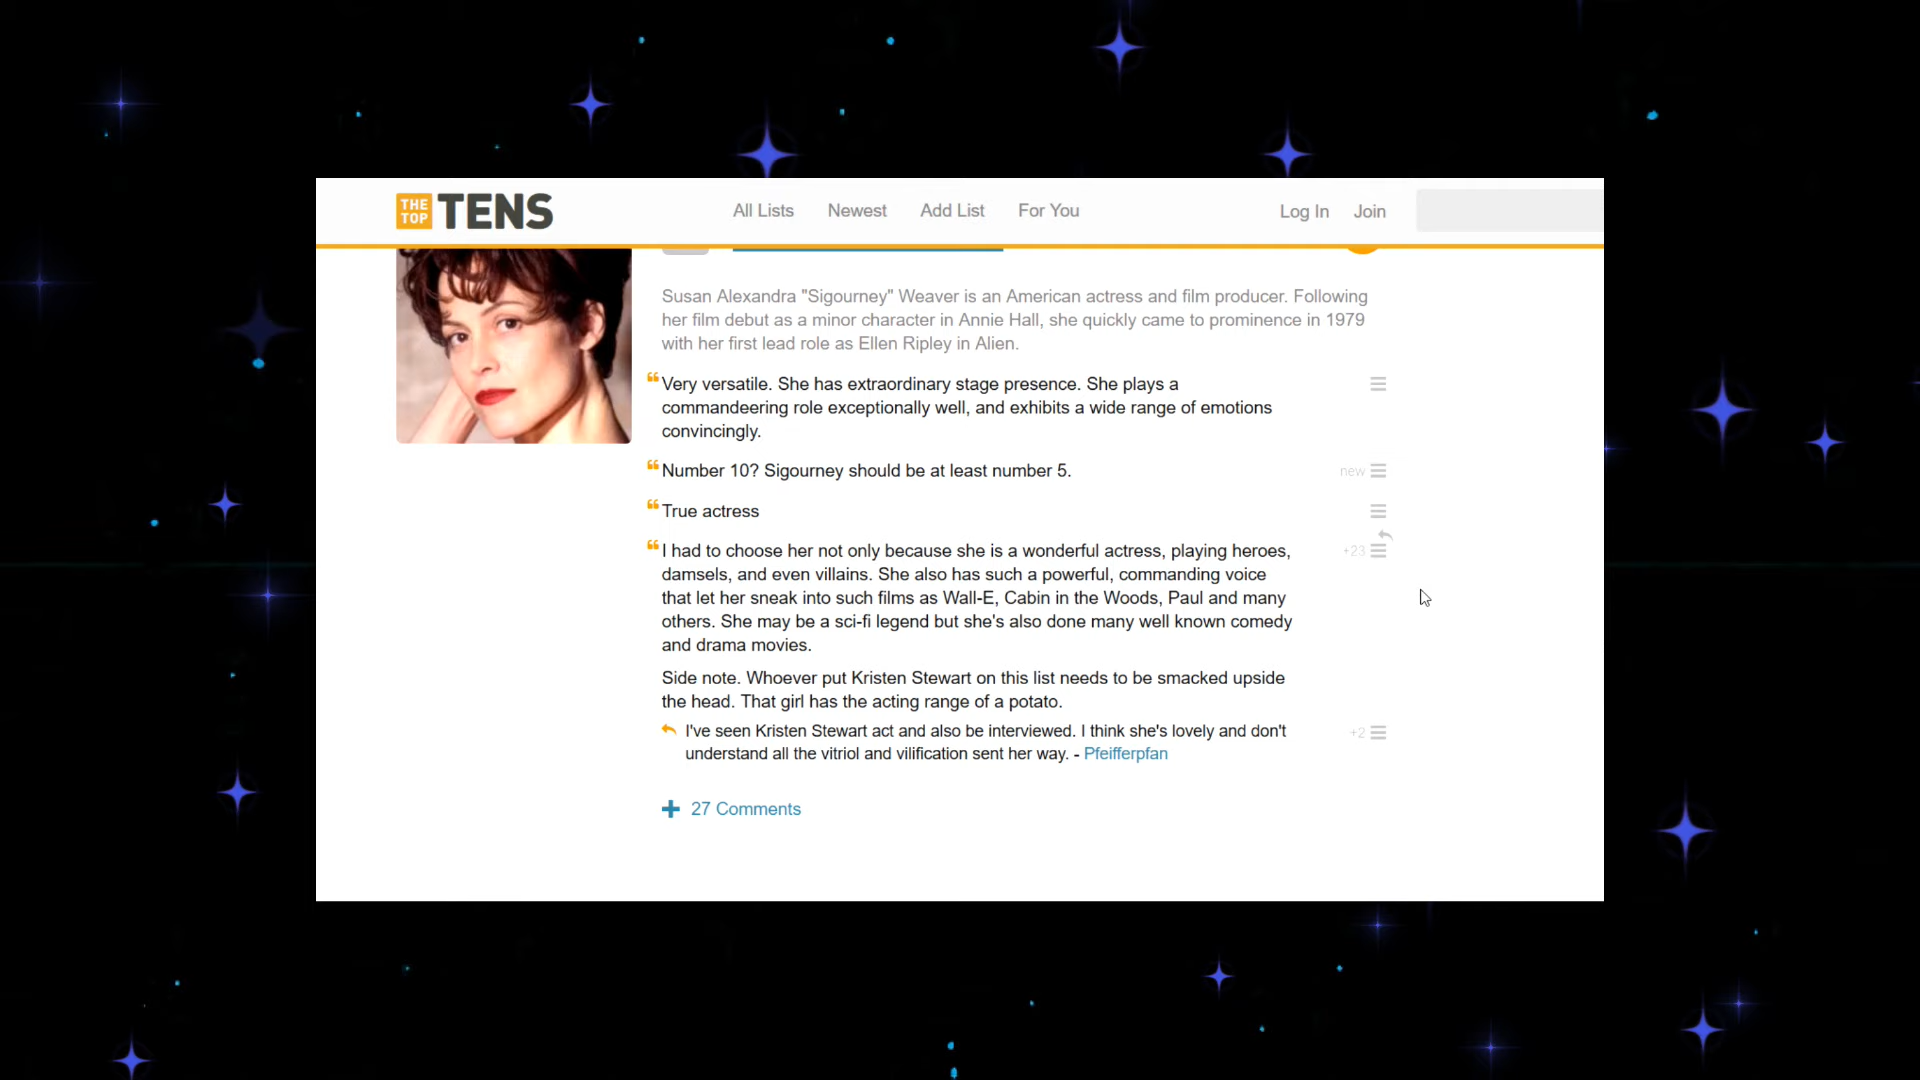 THE TOP TENS
All Lists Newest Add List For You Log In Join
Susan Alexandra "Sigourney" Weaver is an American actress and film producer. Following
her film debut as a minor character in Annie Hall, she quickly came to prominence in 1979
with her first lead role as Ellen Ripley in Alien.
Very versatile. She has extraordinary stage presence. She plays a
commandeering role exceptionally well, and exhibits a wide range of emotions
convincingly.
Number 10? Sigourney should be at least number 5.
new
True actress
I had to choose her not only because she is a wonderful actress, playing heroes,
+23
damsels, and even villains. She also has such a powerful, commanding voice
that let her sneak into such films as Wall-E, Cabin in the Woods, Paul and many
others. She may be a sci-fi legend but she's also done many well known comedy
and drama movies.
Side note. Whoever put Kristen Stewart on this list needs to be smacked upside
the head. That girl has the acting range of a potato.
I've seen Kristen Stewart act and also be interviewed. I think she's lovely and don't
+2
understand all the vitriol and vilification sent her way. - Pfeifferpfan
+ 27 Comments